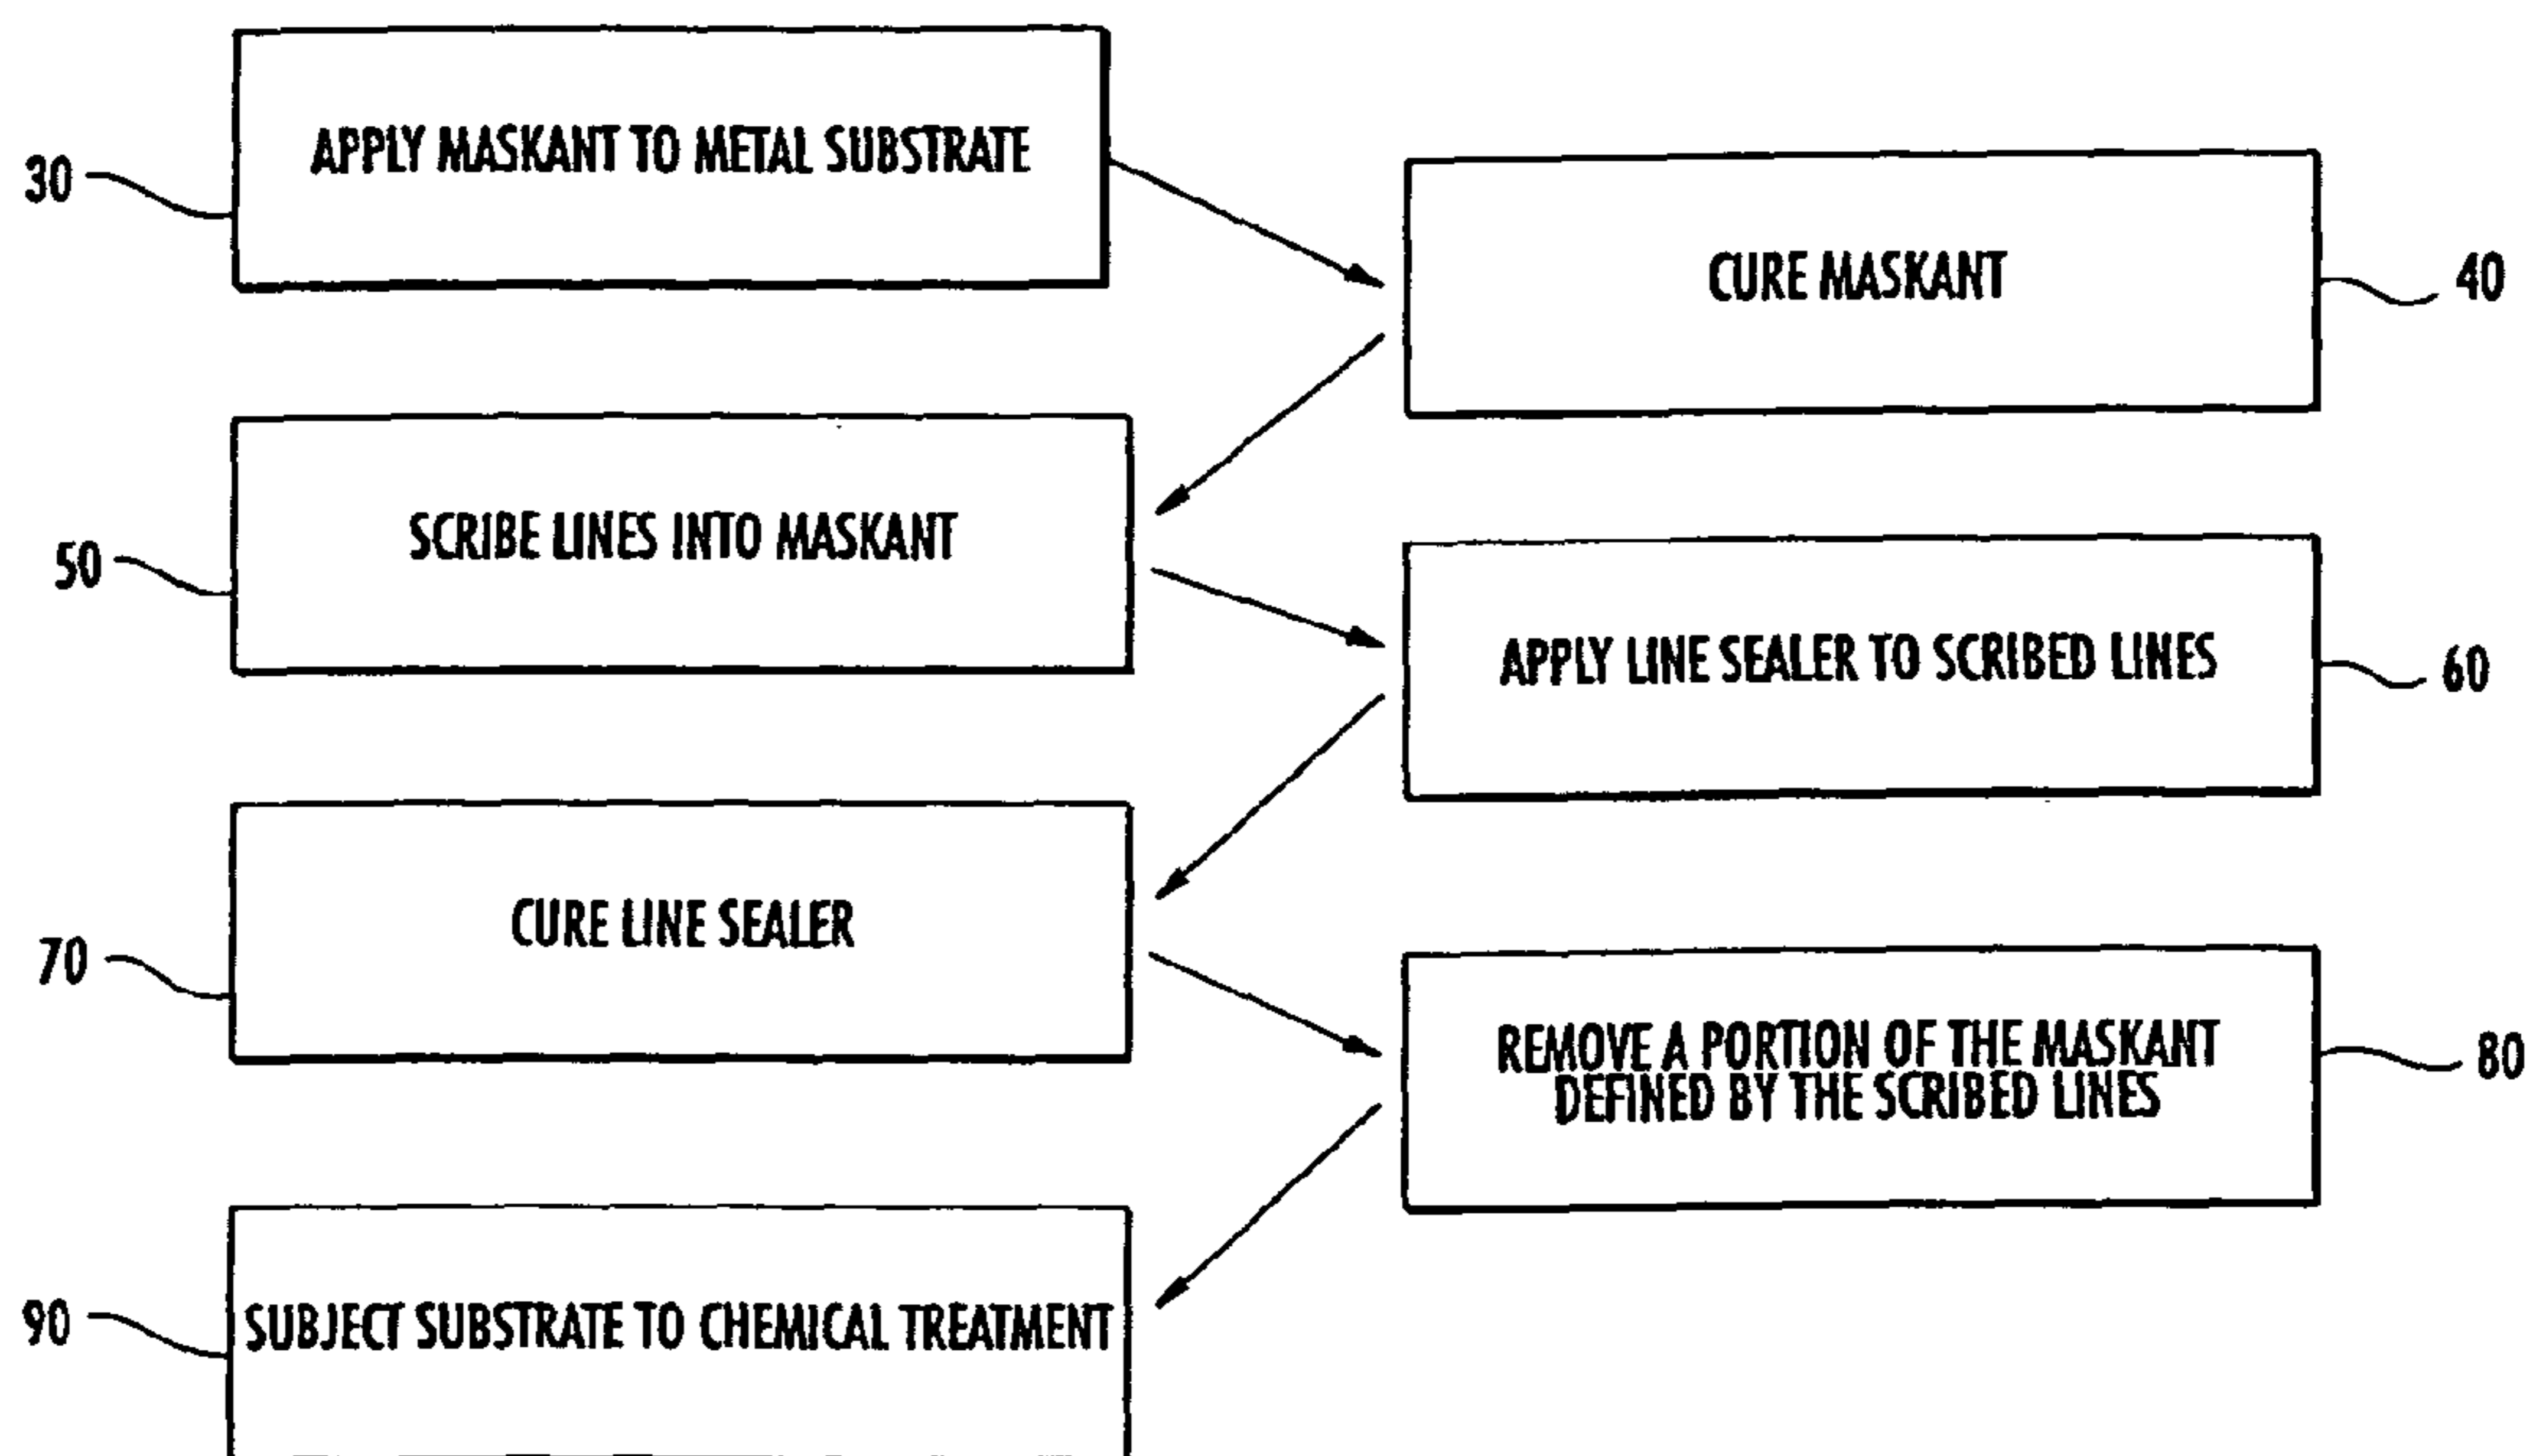 30
APPLY MASKANT TO METAL SUBSTRATE
CURE MASKANT
40
50
SCRIBE LINES INTO MASKANT
APPLY LINE SEALER TO SCRIBED LINES
60
70
CURE LINE SEALER
REMOVE A PORTION OF THE MASKANT
DEFINED BY THE SCRIBED LINES
80
90
SUBJECT SUBSTRATE TO CHEMICAL TREATMENT